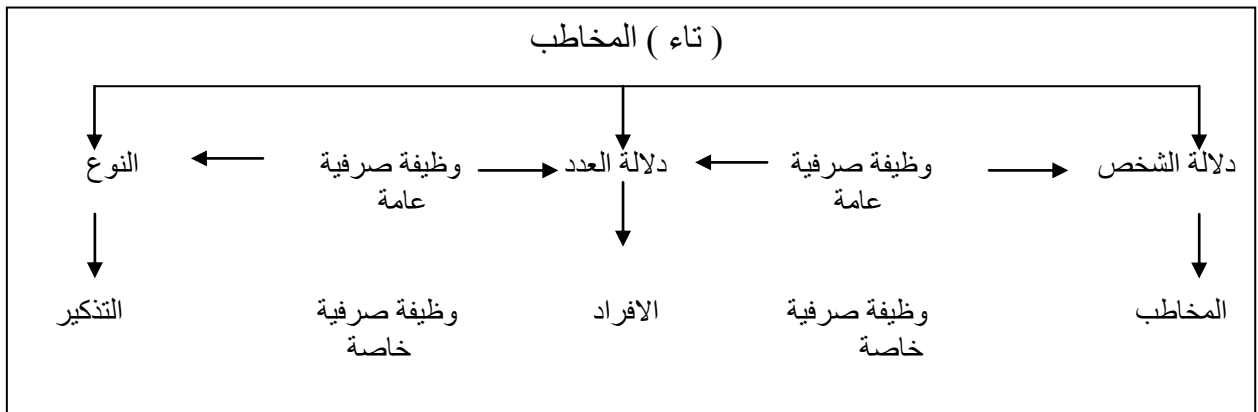 ( تاء ) المخاطب
دلالة الشخص وظيفة صرفية دلالة العدد وظيفة صرفية النوع
عامة عامة
المخاطب وظيفة صرفية الافراد وظيفة صرفية التذكير
خاصة خاصة